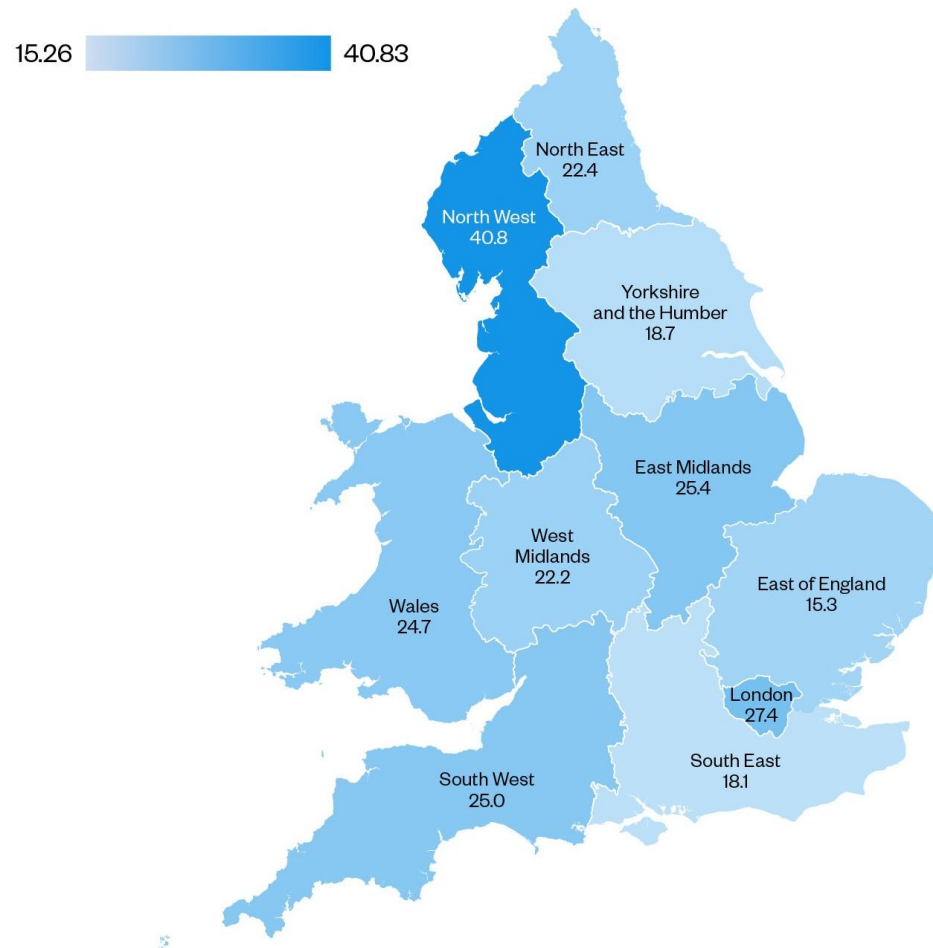 15.26
40.83
North East
22.4
North West
40.8
Yorkshire
and the Humber
18.7
East Midlands
25.4
West
Midlands
22.2
East of England
15.3
Wales
24.7
London
27.4
South East
18.1
South West
25.0